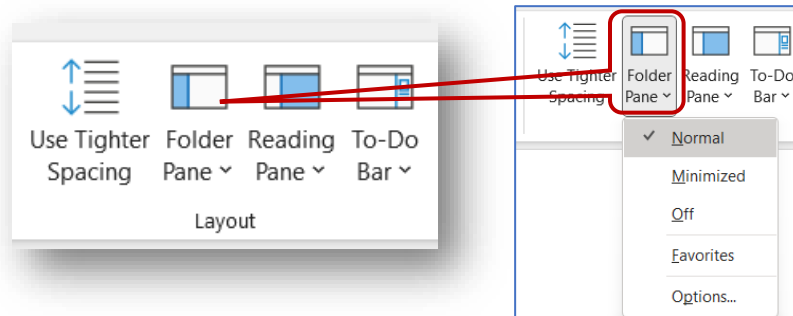 Use Tighter Folder Reading To-Do
Spacing Pane Pane Bar
Layout
Use Tighter Folder Reading To-Do
Spacing Pane Pane Bar
Normal
Minimized
Off
Favorites
Options...